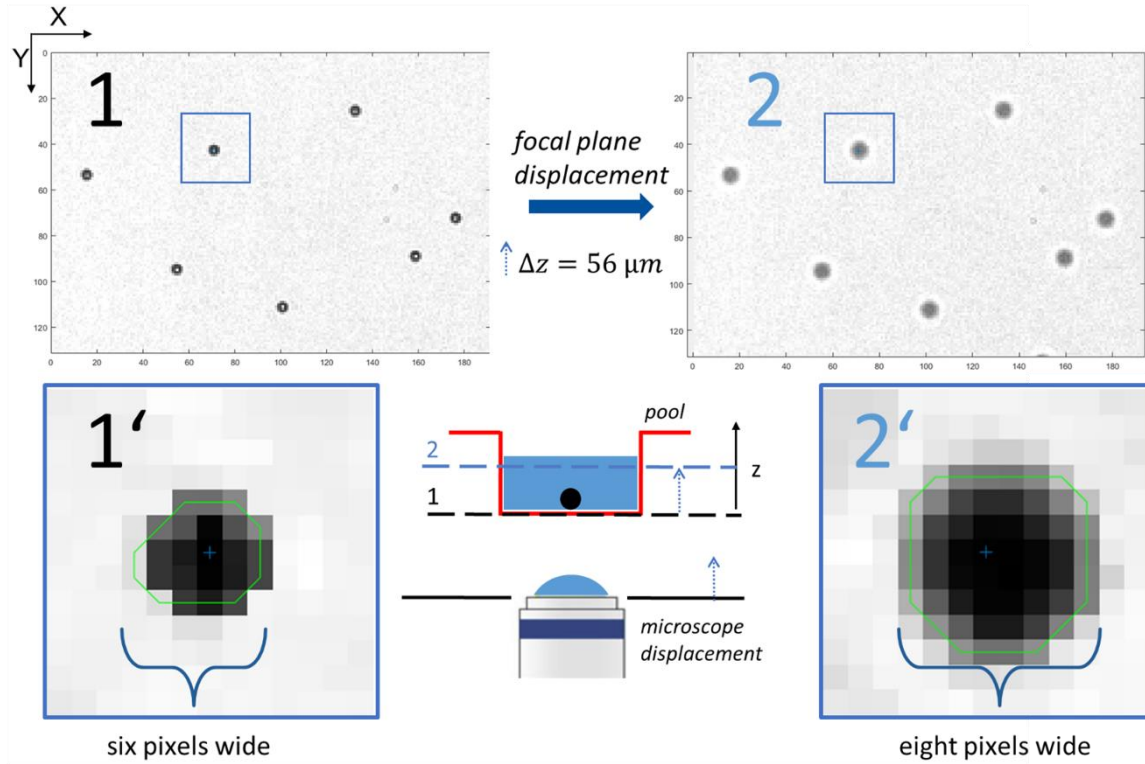 X
Y
1
0
20
40
60
80
100
120
0 20 40 60 80 100 120 140 160 180
focal plane
displacement
Δz = 56 μm
2
0
20
40
60
80
100
120
0 20 40 60 80 100 120 140 160 180
1‘
six pixels wide
pool
2
z
1
microscope
displacement
2‘
eight pixels wide